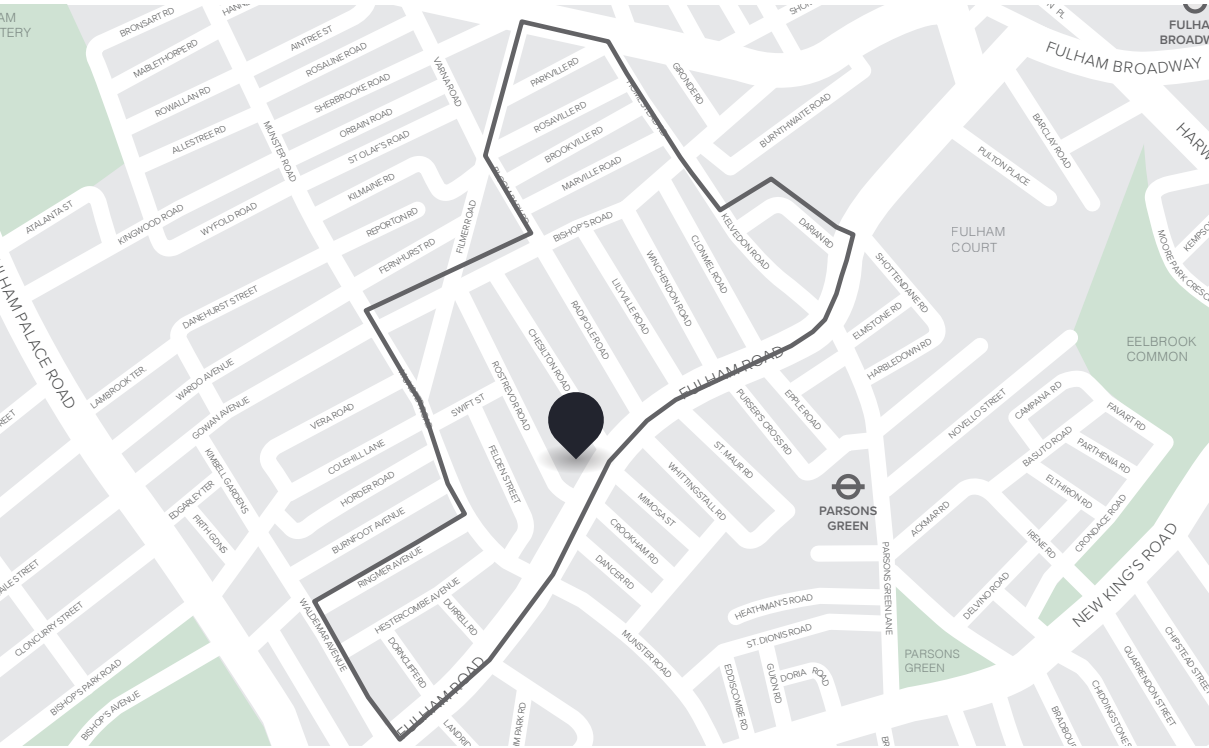 BRONSART RD
MABLETHORPE RD
ROWALLAN RD
ALLESTREE RD
AINTREE ST
ROSALINE ROAD
SHERBROOKE ROAD
ORBAIN ROAD
ST OLAF'S ROAD
KILMAINE RD
REPORTON RD
FERNHURST RD
MUNSTER ROAD
VARNA ROAD
FILMER ROAD
PARKVILLE RD
ROSAVILLE RD
BROOKVILLE RD
MARVILLE ROAD
BISHOP'S ROAD
GIRONDE RD
BURNTHWAITE ROAD
FULHAM BROADWAY
BARCLAY ROAD
PULTON PLACE
FULHAM
COURT
KELVEDON ROAD
DARIAN RD
CLONMEL ROAD
WINCHENDON ROAD
LILYVILLE ROAD
RADIPOLE ROAD
CHESILTON ROAD
ROSTREVOR ROAD
SWIFT ST
FELDEN STREET
SHOTTENDANE RD
ELMSTONE RD
HARBLEDOWN RD
EELBROOK
COMMON
ATALANTA ST
KINGWOOD ROAD
WYFOLD ROAD
DANEHURST STREET
LAMBROOK TER
WARDO AVENUE
GOWAN AVENUE
KIMBELL GARDENS
EDGARLEY TER
FIRTH GDNS
VERA ROAD
COLEHILL LANE
HORDER ROAD
BURNFOOT AVENUE
RINGMER AVENUE
HESTERCOMBE AVENUE
DURRELL RD
DORNCLIFFE RD
WALDEMAR AVENUE
FULHAM ROAD
FULHAM ROAD
PURSER'S CROSS RD
EPPLE ROAD
ST. MAUR RD
WHITTINGSTALL RD
MIMOSA ST
CROOKHAM RD
DANCER RD
MUNSTER ROAD
PARSONS
GREEN
PARSONS GREEN LANE
NOVELLO STREET
CAMPANA RD
FAVART RD
BASUTO ROAD
PARTHENIA RD
ELTHIRON RD
CRONDACE ROAD
IRENE RD
ACKMAR RD
DELVINO ROAD
NEW KING'S ROAD
HEATHMAN'S ROAD
ST. DIONIS ROAD
EDDISCOMBE RD
GUION RD
DORIA ROAD
PARSONS
GREEN
QUARRENDON ROAD
CLONCURRY STREET
BISHOP'S PARK ROAD
BISHOP'S AVENUE